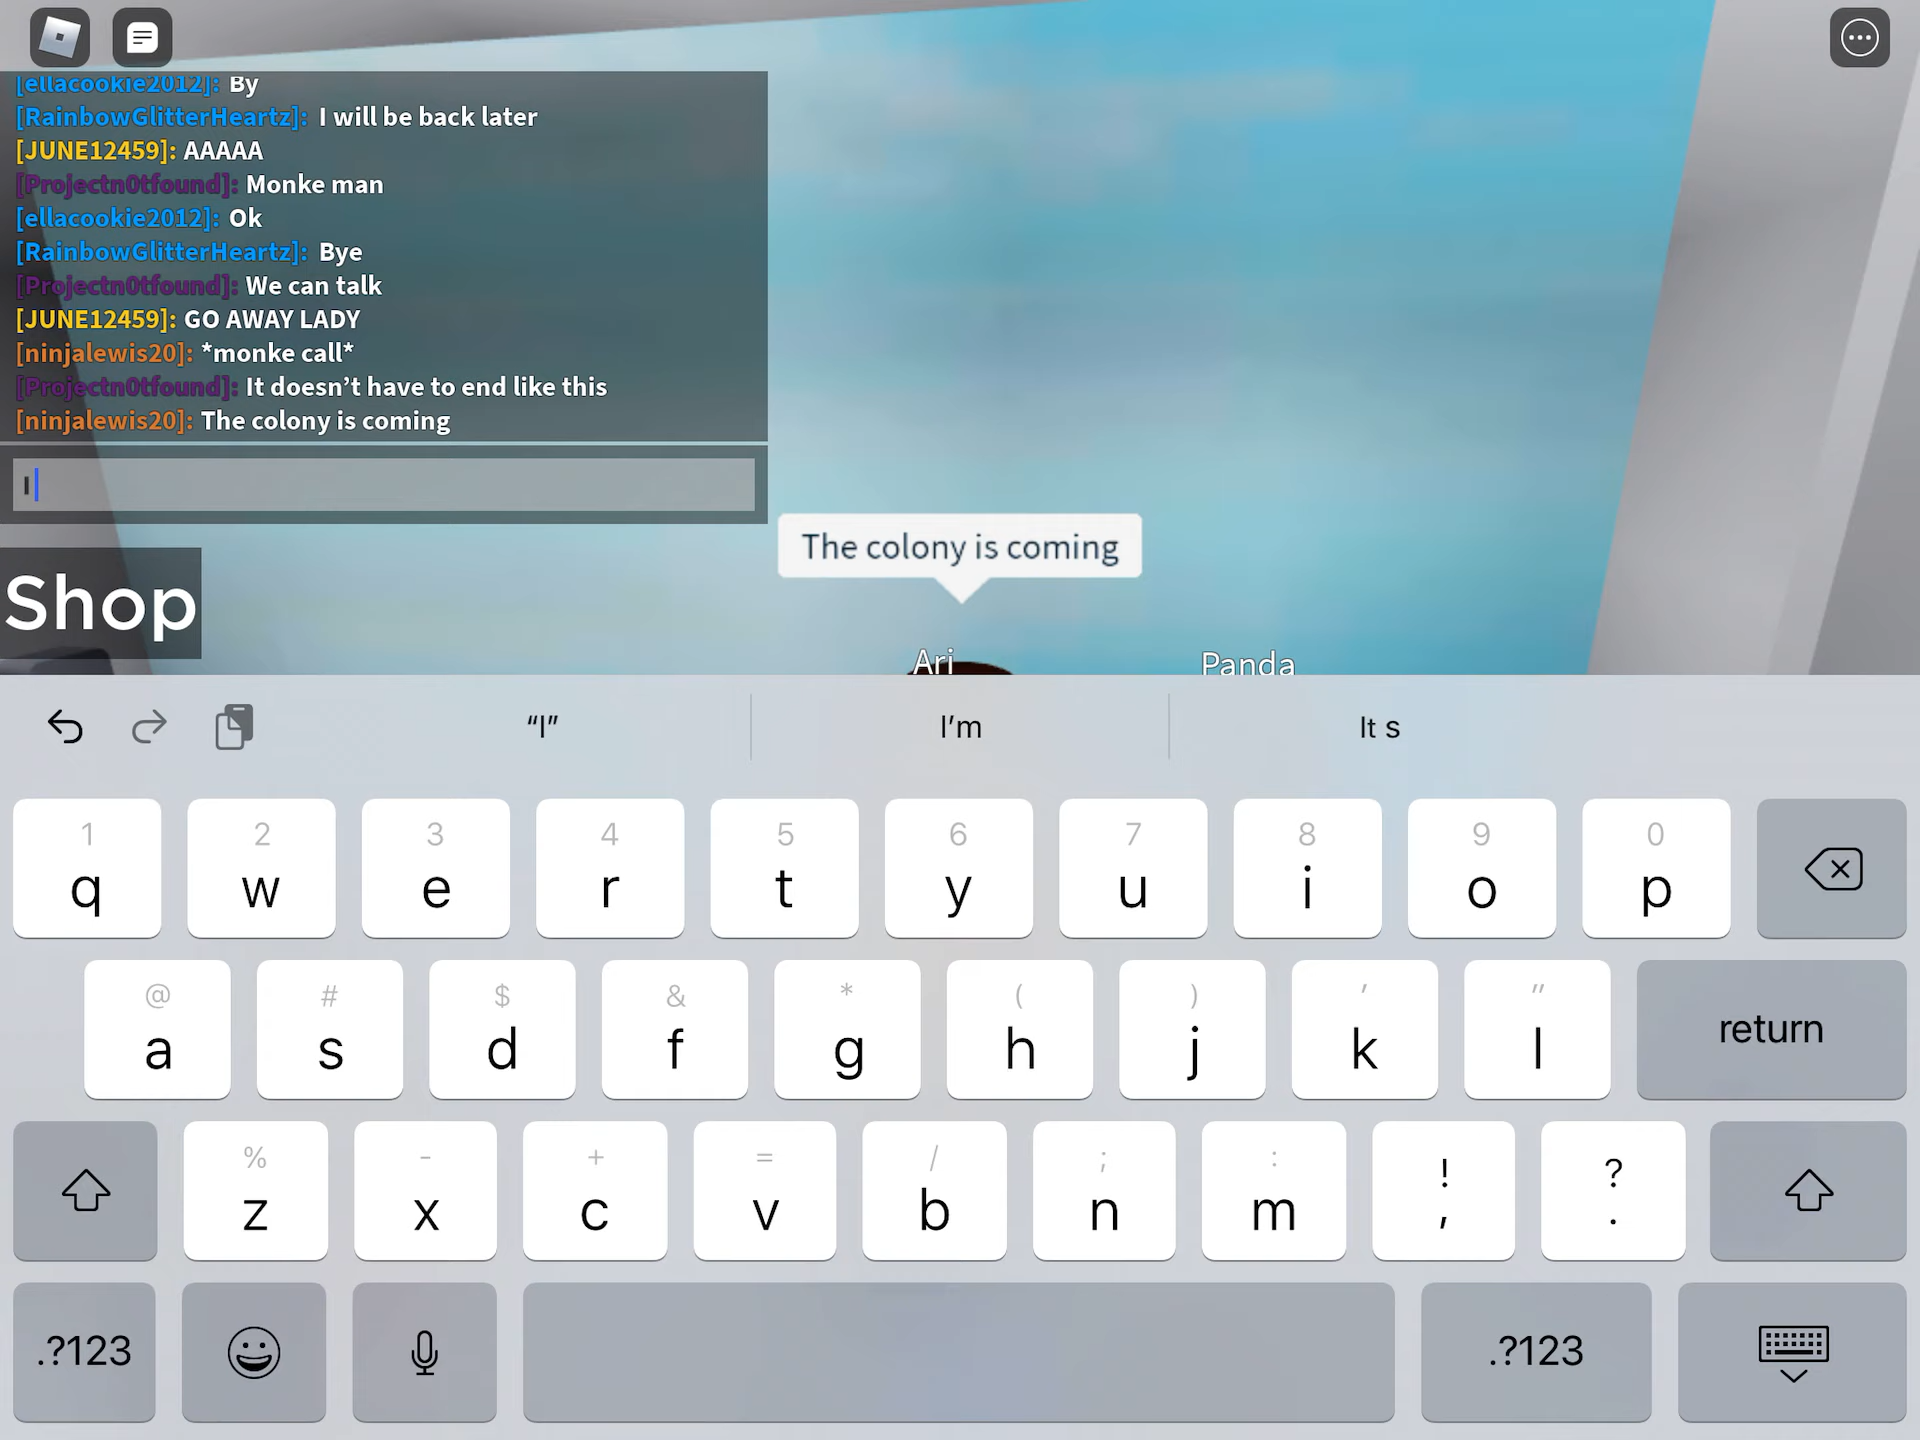 [ellacookie2012]: By
[RainbowGlitterHeartz]: I will be back later
[JUNE12459]: AAAAA
[Projectn0tfound]: Monke man
[ellacookie2012]: Ok
[RainbowGlitterHeartz]: Bye
[Projectn0tfound]: We can talk
[JUNE12459]: GO AWAY LADY
[ninjalewis20]: *monke call*
[Projectn0tfound]: It doesn’t have to end like this
[ninjalewis20]: The colony is coming
I
The colony is coming
Shop
Ari Panda
“I” I’m It s
1 2 3 4 5 6 7 8 9 0
q w e r t y u i o p
@ # $ & * ( ) ' "
a s d f g h j k l return
% - + = / ; : ! ?
z x c v b n m , .
.?123 .?123